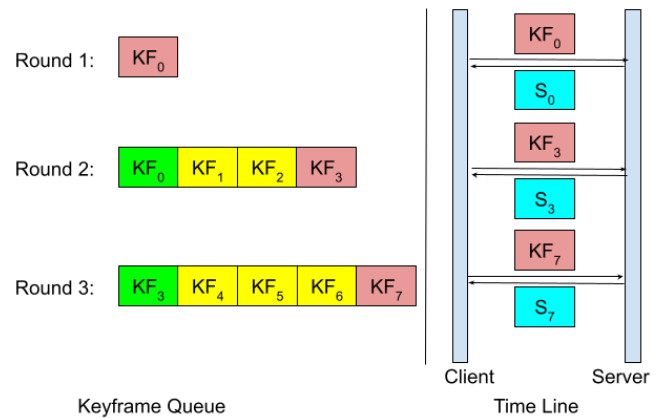 Round 1:
KF₀
Round 2:
KF₀ KF₁ KF₂ KF₃
Round 3:
KF₃ KF₄ KF₅ KF₆ KF₇
Keyframe Queue
KF₀
S₀
KF₃
S₃
KF₇
S₇
Client Server
Time Line